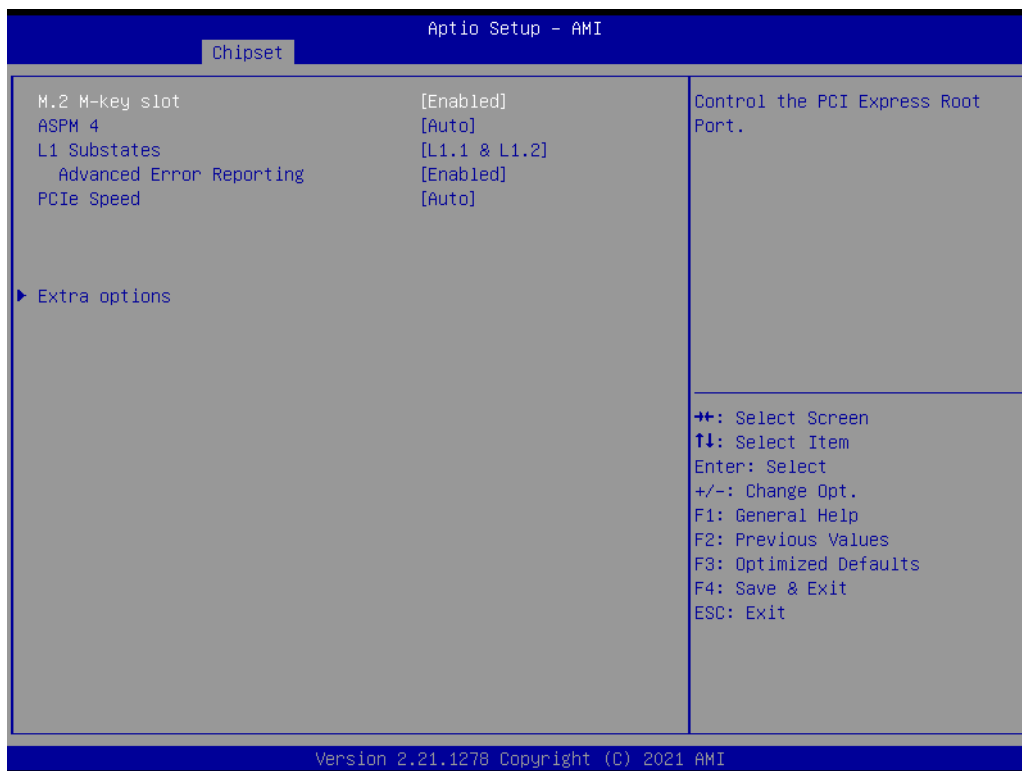 Aptio Setup – AMI
Chipset
M.2 M-key slot [Enabled]
ASPM 4 [Auto]
L1 Substates [L1.1 & L1.2]
Advanced Error Reporting [Enabled]
PCIe Speed [Auto]
Extra options
Control the PCI Express Root
Port.
→←: Select Screen
↑↓: Select Item
Enter: Select
+/-: Change Opt.
F1: General Help
F2: Previous Values
F3: Optimized Defaults
F4: Save & Exit
ESC: Exit
Version 2.21.1278 Copyright (C) 2021 AMI